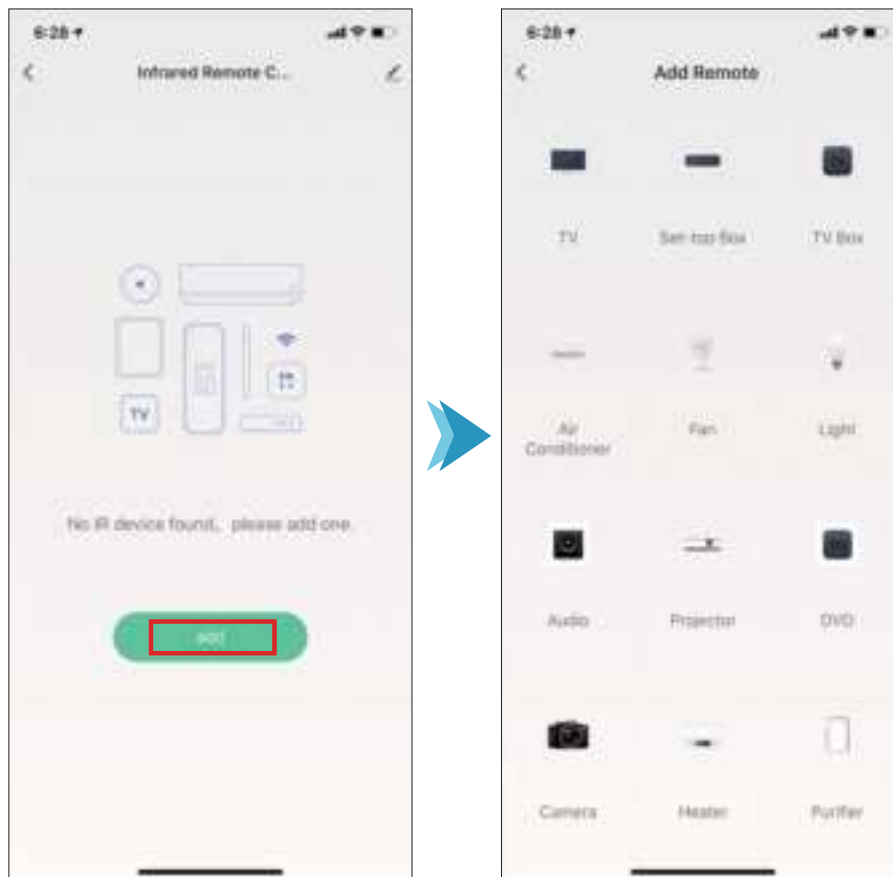 6:28
Infrared Remote C...
TV
No IR device found, please add one.
add
6:28
Add Remote
TV
Set-top Box
TV Box
Air
Conditioner
Fan
Light
Audio
Projector
DVD
Camera
Heater
Purifier